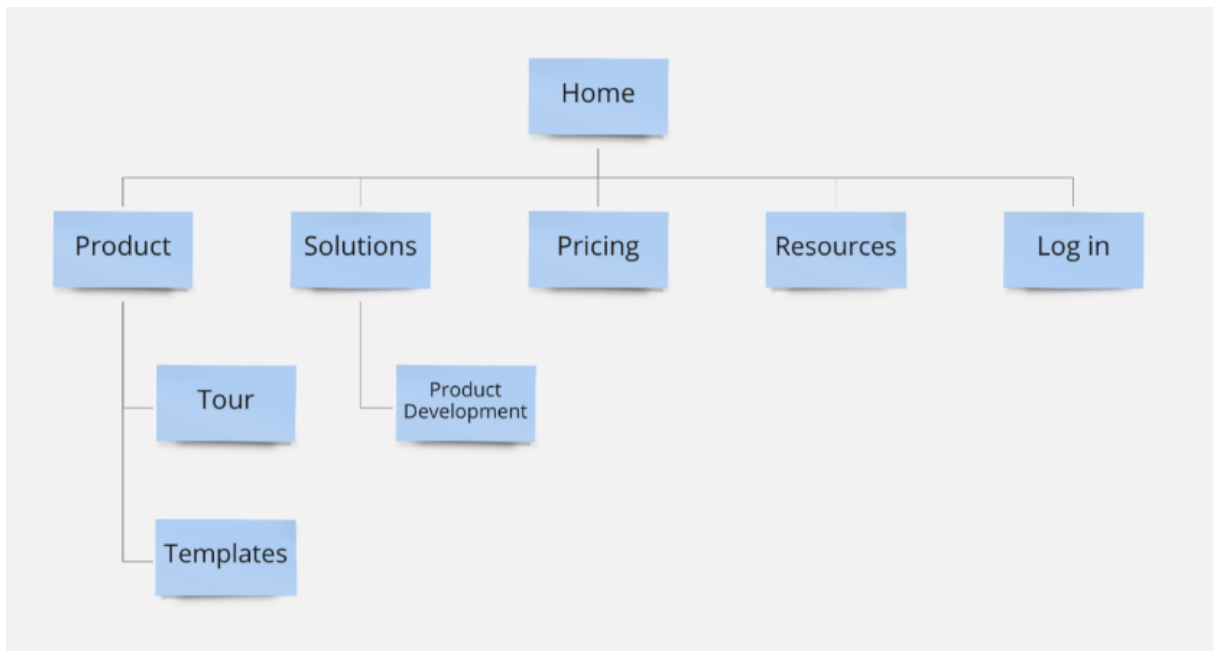 Home
Product
Solutions
Pricing
Resources
Log in
Tour
Product
Development
Templates